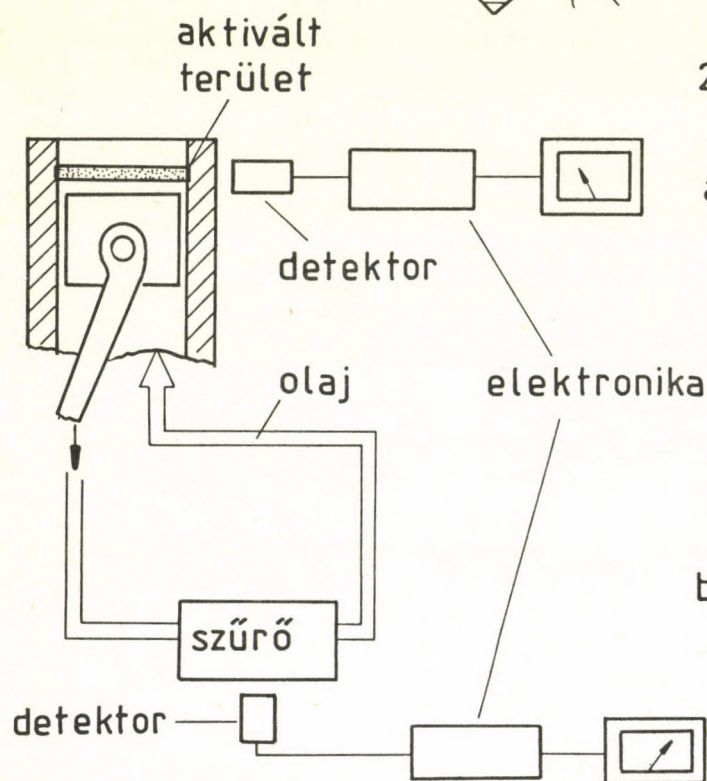 aktivált
terület
detektor
olaj
elektronika
szűrő
detektor